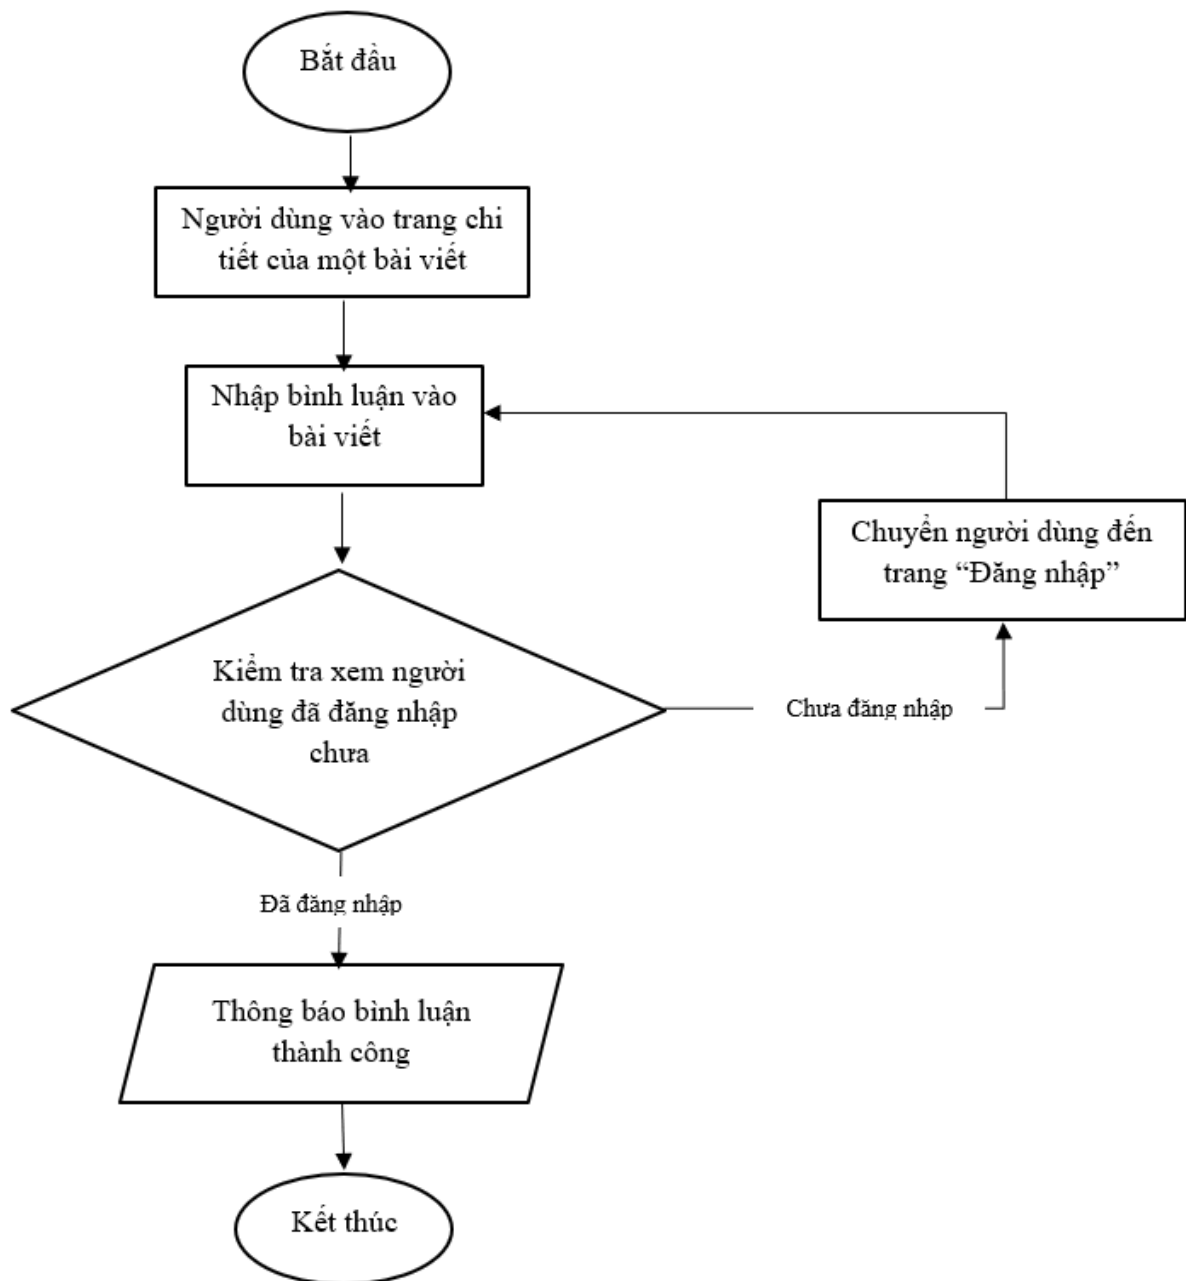 Bắt đầu
Người dùng vào trang chi
tiết của một bài viết
Nhập bình luận vào
bài viết
Chuyển người dùng đến
trang “Đăng nhập”
Kiểm tra xem người
dùng đã đăng nhập
chưa
Chưa đăng nhập
Đã đăng nhập
Thông báo bình luận
thành công
Kết thúc